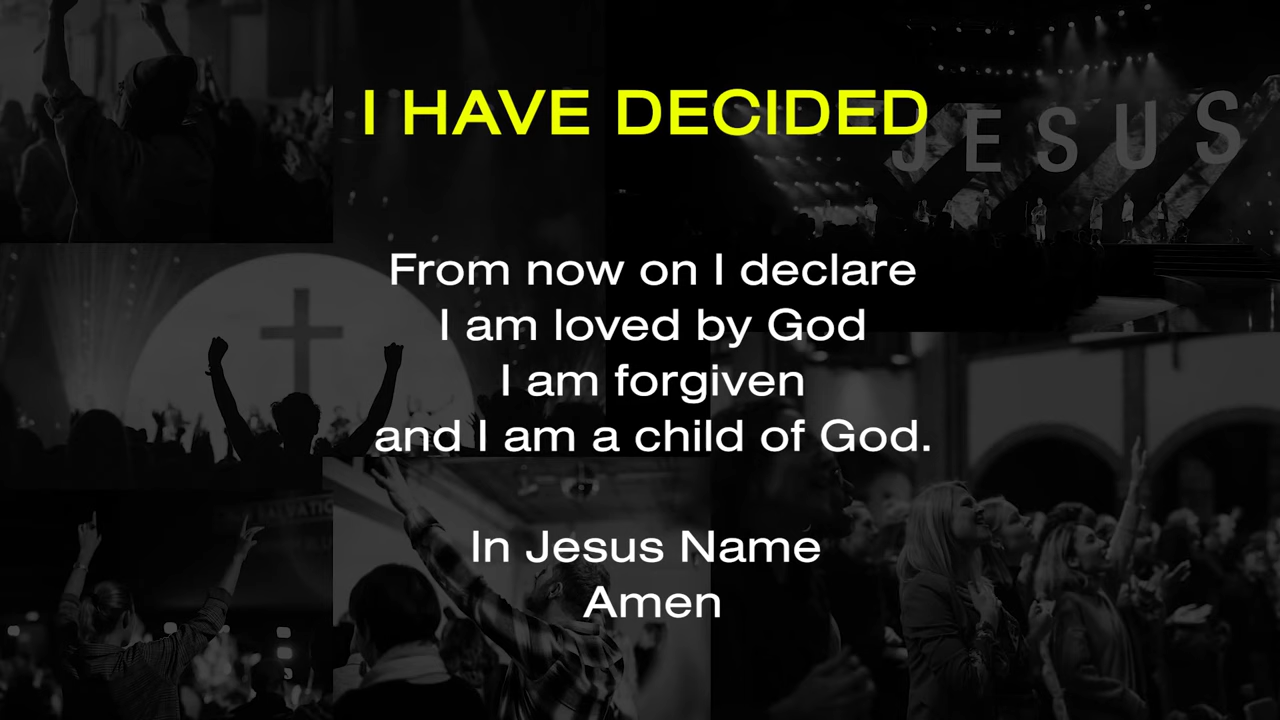 I HAVE DECIDED
JESUS
From now on I declare
I am loved by God
I am forgiven
and I am a child of God.
In Jesus Name
Amen